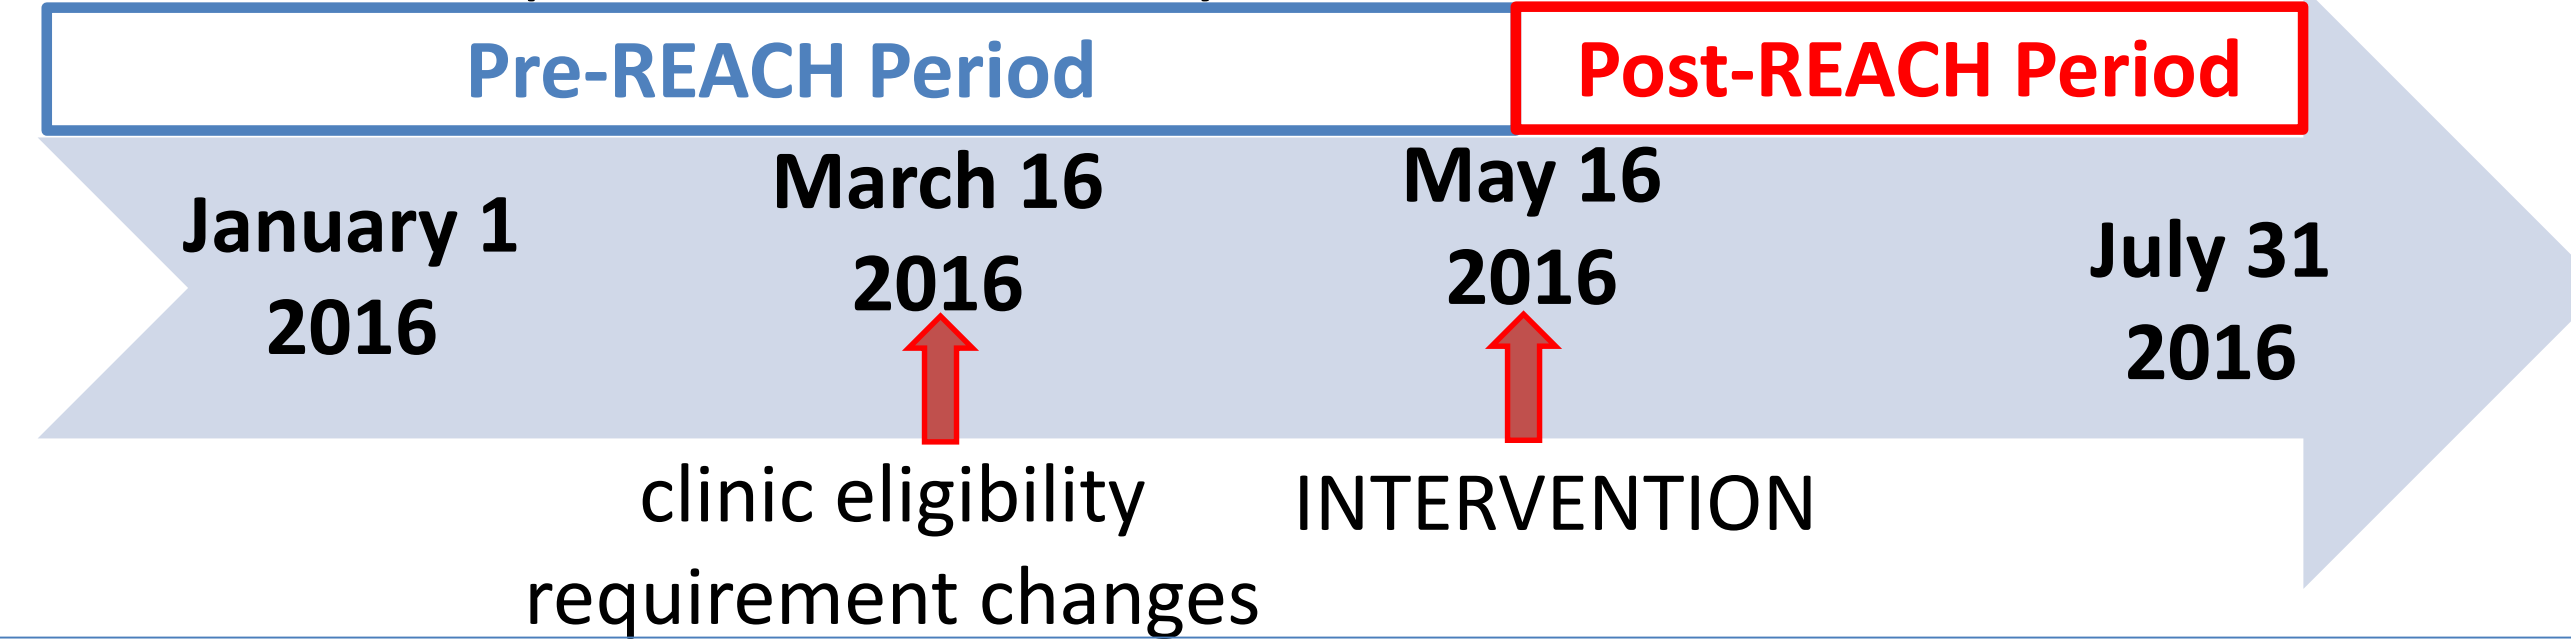 Pre-REACH Period
Post-REACH Period
January 1
2016
March 16
2016
May 16
2016
July 31
2016
clinic eligibility
requirement changes
INTERVENTION